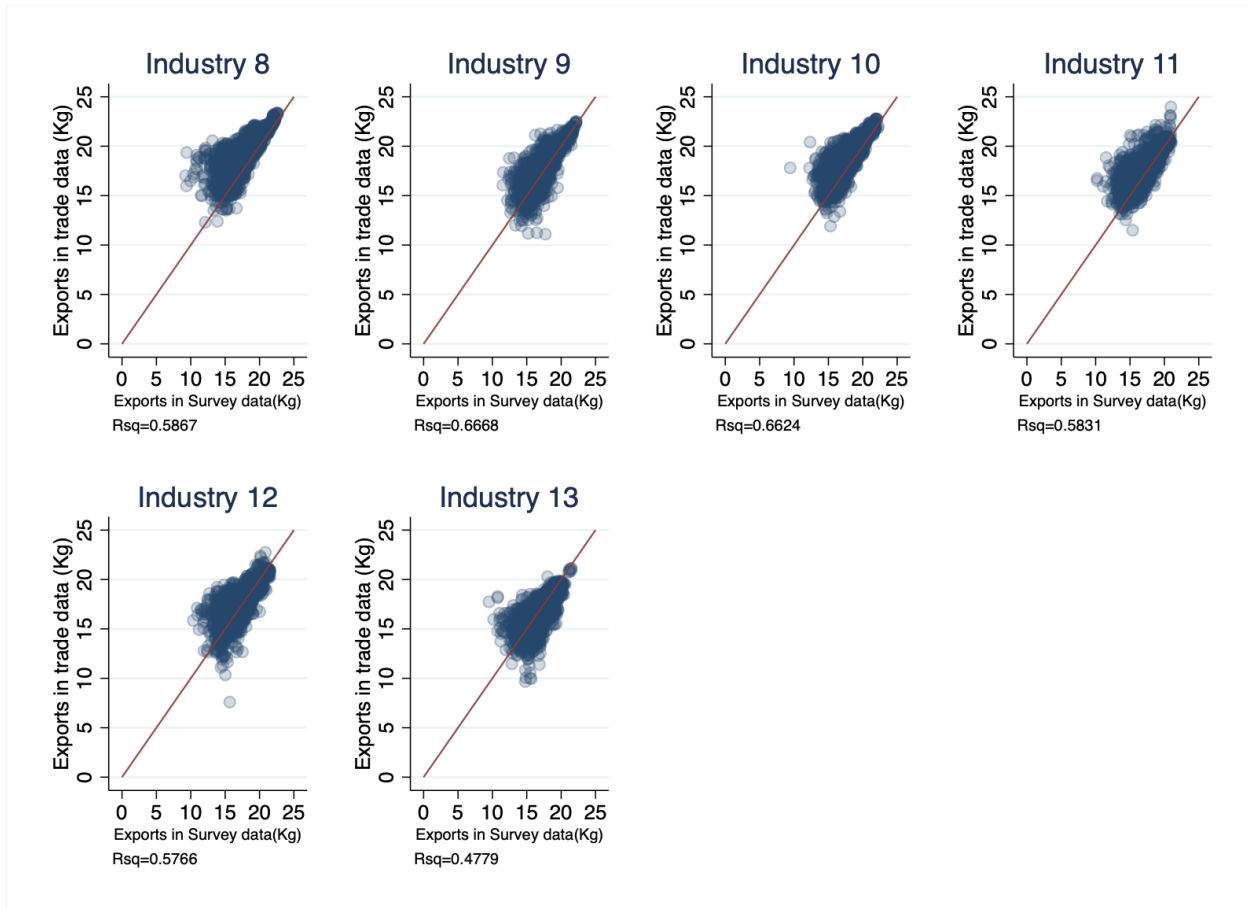 Industry 8
Exports in trade data (Kg)
25
20
15
10
5
0
0 5 10 15 20 25
Exports in Survey data(Kg)
Rsq=0.5867
Industry 9
Exports in trade data (Kg)
25
20
15
10
5
0
0 5 10 15 20 25
Exports in Survey data(Kg)
Rsq=0.6668
Industry 10
Exports in trade data (Kg)
25
20
15
10
5
0
0 5 10 15 20 25
Exports in Survey data(Kg)
Rsq=0.6624
Industry 11
Exports in trade data (Kg)
25
20
15
10
5
0
0 5 10 15 20 25
Exports in Survey data(Kg)
Rsq=0.5831
Industry 12
Exports in trade data (Kg)
25
20
15
10
5
0
0 5 10 15 20 25
Exports in Survey data(Kg)
Rsq=0.5766
Industry 13
Exports in trade data (Kg)
25
20
15
10
5
0
0 5 10 15 20 25
Exports in Survey data(Kg)
Rsq=0.4779